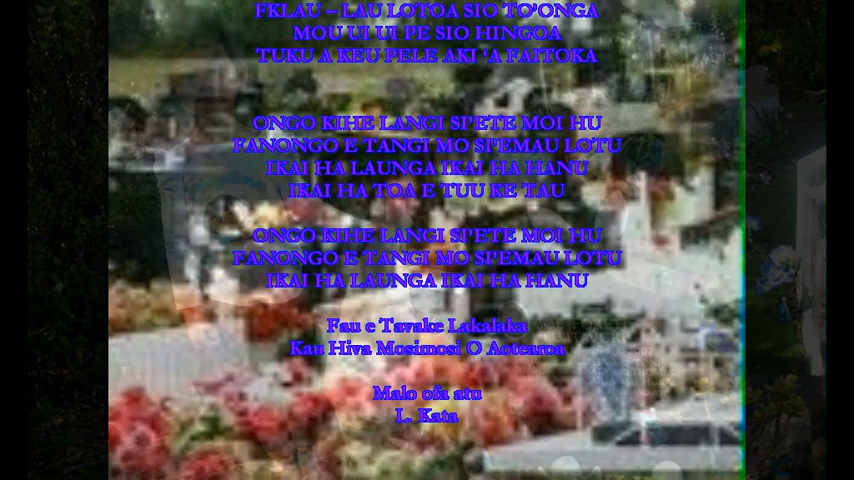 FKLAU – LAU LOTOA SIO TO'ONGA
MOU UI UI PE SIO HINGOA
TUKU A KEU PELE AKI 'A FAITOKA
ONGO KIHE LANGI SI'ETE MOI HU
FANONGO E TANGI MO SI'EMAU LOTU
IKAI HA LAUNGA IKAI HA HANU
IKAI HA TOA E TUU KE TAU
ONGO KIHE LANGI SI'ETE MOI HU
FANONGO E TANGI MO SI'EMAU LOTU
IKAI HA LAUNGA IKAI HA HANU
Fau e Tavake Lakalaka
Kau Hiva Mosimosi O Aotearoa
Malo ofa atu
L. Kata